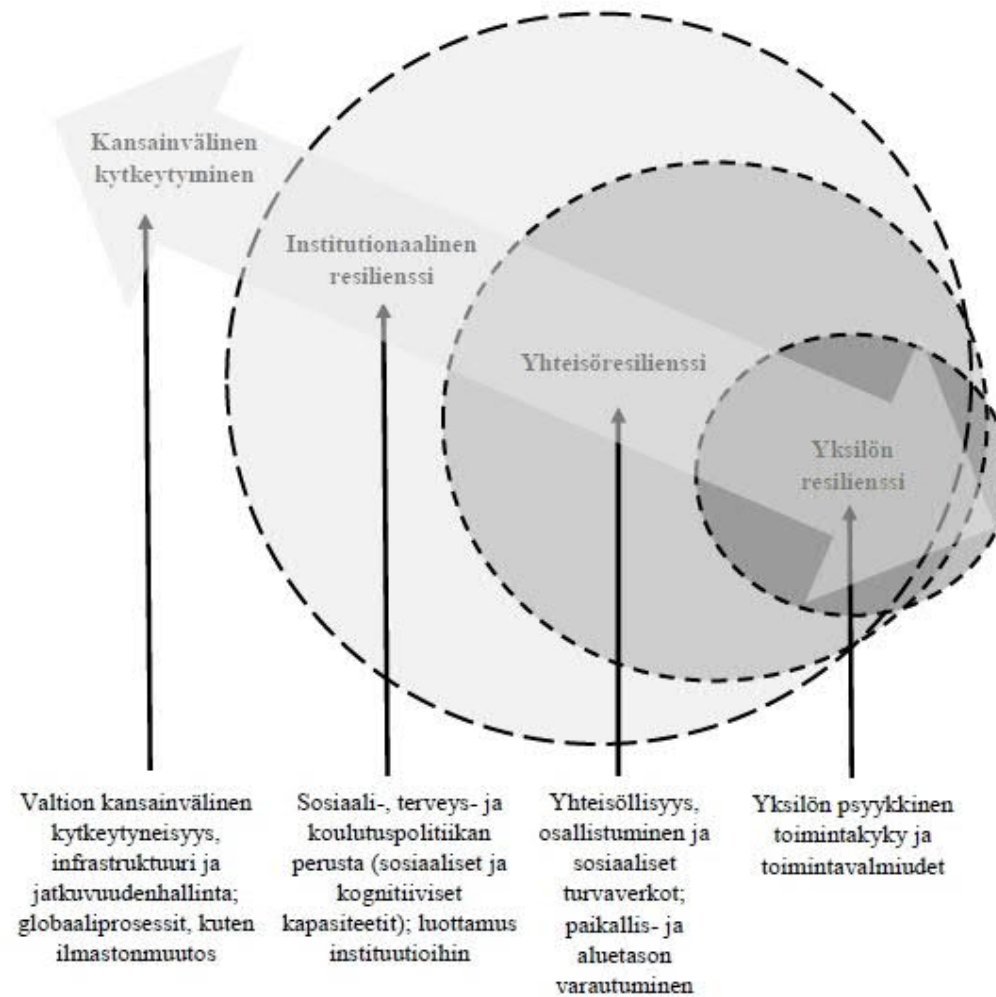 Kansainvälinen
kytkeytyminen
Institutionaalinen
resilienssi
Yhteisöresilienssi
Yksilön
resilienssi
Valtion kansainvälinen
kytkeytyneisyys,
infrastruktuuri ja
jatkuvuudenhallinta;
globaaliprosessit, kuten
ilmastonmuutos
Sosiaali-, terveys- ja
koulutuspolitiikan
perusta (sosiaaliset ja
kognitiiviset
kapasiteetit); luottamus
instituutioihin
Yhteisöllisyys,
osallistuminen ja
sosiaaliset
turvaverkot;
paikallis- ja
aluetason
varautuminen
Yksilön psyykkinen
toimintakyky ja
toimintavalmiudet